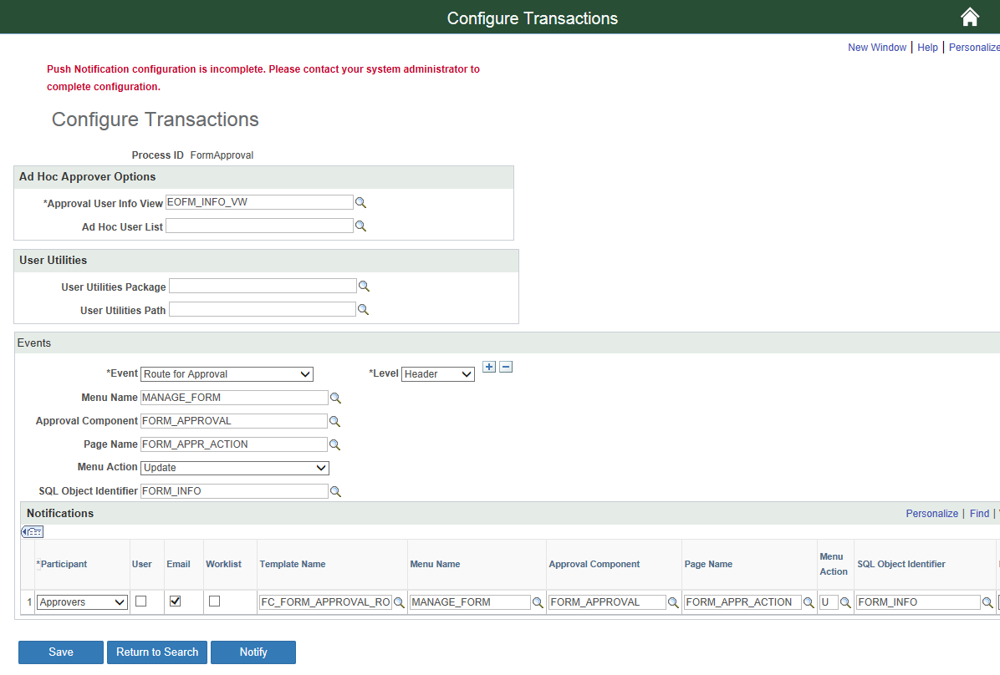 Configure Transactions
New Window | Help | Personalize
Push Notification configuration is incomplete. Please contact your system administrator to
complete configuration.
Configure Transactions
Process ID FormApproval
Ad Hoc Approver Options
*Approval User Info View EOFM_INFO_VW
Ad Hoc User List
User Utilities
User Utilities Package
User Utilities Path
Events
*Event Route for Approval *Level Header
Menu Name MANAGE_FORM
Approval Component FORM_APPROVAL
Page Name FORM_APPR_ACTION
Menu Action Update
SQL Object Identifier FORM_INFO
Notifications Personalize | Find |
*Participant User Email Worklist Template Name Menu Name Approval Component Page Name Menu Action SQL Object Identifier
1 Approvers FC_FORM_APPROVAL_RO MANAGE_FORM FORM_APPROVAL FORM_APPR_ACTION U FORM_INFO
Save Return to Search Notify